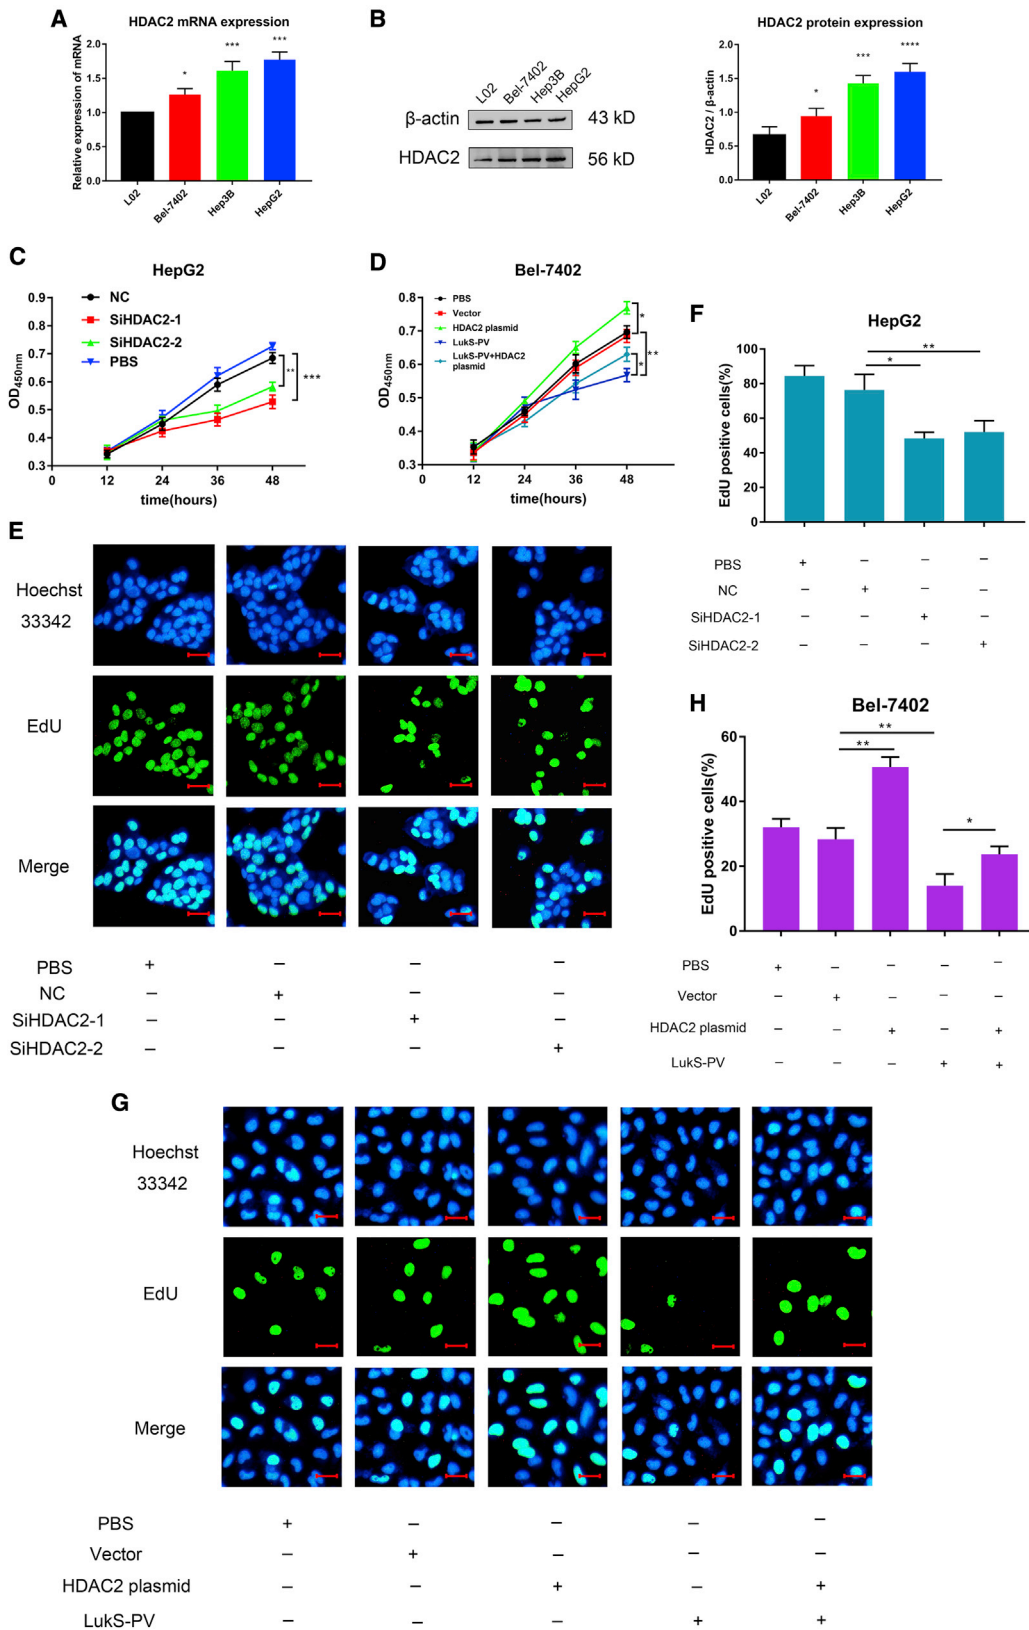 A
HDAC2 mRNA expression
Relative expression of mRNA
2.0
1.5
1.0
0.5
0.0
*
***
***
L02
Bel-7402
Hep3B
HepG2
B
L02
Bel-7402
Hep3B
HepG2
β-actin
43 kD
HDAC2
56 kD
HDAC2 protein expression
HDAC2 / β-actin
2.0
1.5
1.0
0.5
0.0
*
***
****
L02
Bel-7402
Hep3B
HepG2
C
HepG2
OD450nm
0.9
0.8
0.7
0.6
0.5
0.4
0.3
NC
SiHDAC2-1
SiHDAC2-2
PBS
**
***
0 12 24 36 48
time(hours)
D
Bel-7402
OD450nm
0.8
0.7
0.6
0.5
0.4
0.3
PBS
Vector
HDAC2 plasmid
LukS-PV
LukS-PV+HDAC2
plasmid
*
**
*
0 12 24 36 48
time(hours)
F
HepG2
EdU positive cells(%)
100
80
60
40
20
0
**
*
PBS + − − −
NC − + − −
SiHDAC2-1 − − + −
SiHDAC2-2 − − − +
E
Hoechst
33342
EdU
Merge
PBS + − − −
NC − + − −
SiHDAC2-1 − − + −
SiHDAC2-2 − − − +
H
Bel-7402
EdU positive cells(%)
60
40
20
0
**
**
*
PBS + − − − −
Vector − + − − −
HDAC2 plasmid − − + − +
LukS-PV − − − + +
G
Hoechst
33342
EdU
Merge
PBS + − − − −
Vector − + − − −
HDAC2 plasmid − − + − +
LukS-PV − − − + +